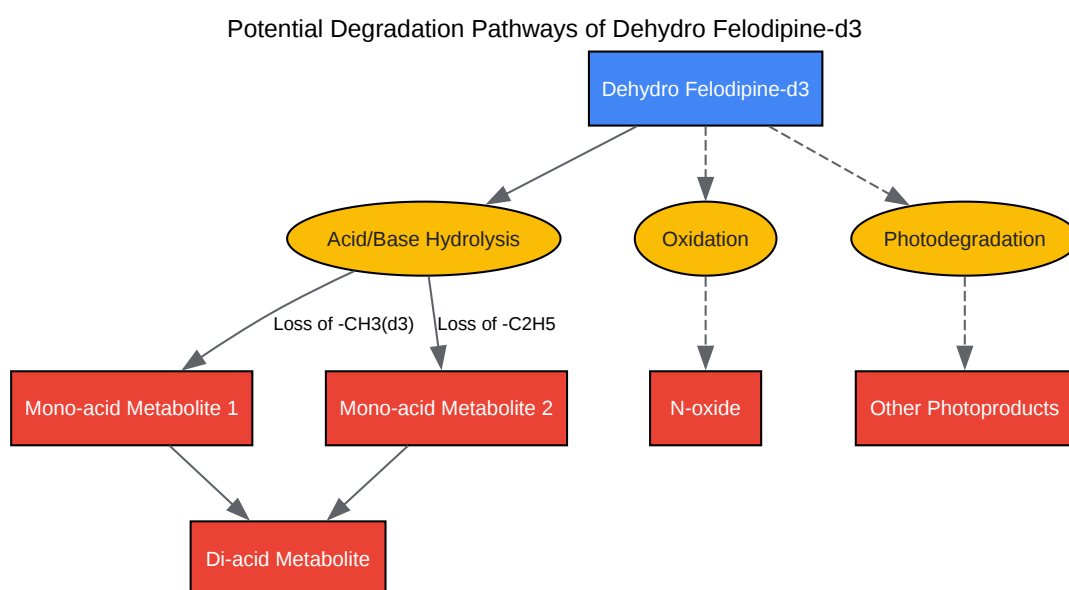 Potential Degradation Pathways of Dehydro Felodipine-d3
Dehydro Felodipine-d3
Acid/Base Hydrolysis
Oxidation
Photodegradation
Loss of -CH3(d3)
Loss of -C2H5
Mono-acid Metabolite 1
Mono-acid Metabolite 2
N-oxide
Other Photoproducts
Di-acid Metabolite